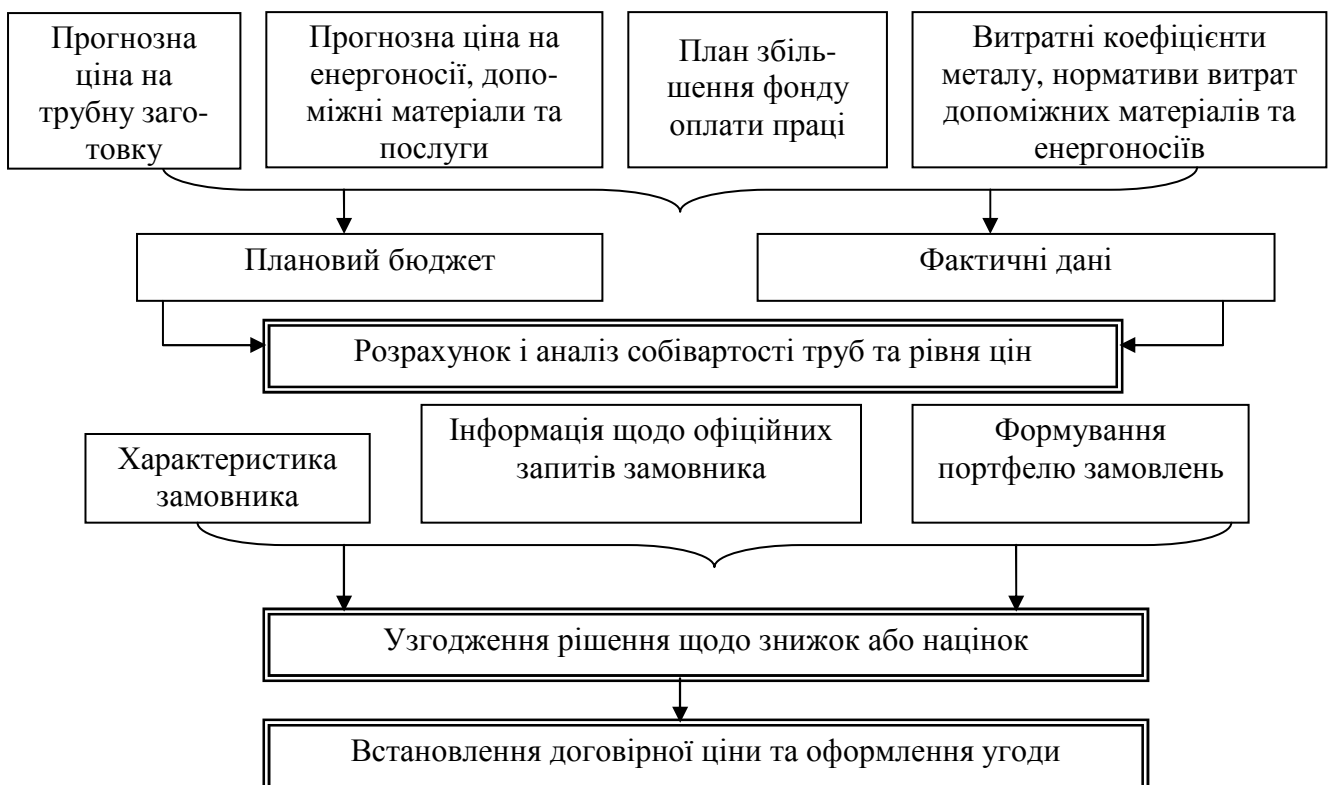 Прогнозна
ціна на
трубну заго-
товку
Прогнозна ціна на
енергоносії, допо-
міжні матеріали та
послуги
План збіль-
шення фонду
оплати праці
Витратні коефіцієнти
металу, нормативи витрат
допоміжних матеріалів та
енергоносіїв
Плановий бюджет
Фактичні дані
Розрахунок і аналіз собівартості труб та рівня цін
Характеристика
замовника
Інформація щодо офіційних
запитів замовника
Формування
портфелю замовлень
Узгодження рішення щодо знижок або націнок
Встановлення договірної ціни та оформлення угоди